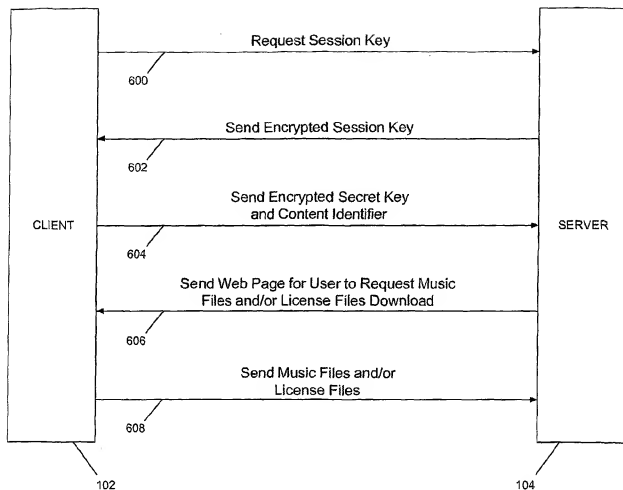 Request Session Key
600
Send Encrypted Session Key
602
Send Encrypted Secret Key
and Content Identifier
CLIENT
SERVER
604
Send Web Page for User to Request Music
Files and/or License Files Download
606
Send Music Files and/or
License Files
608
102
104